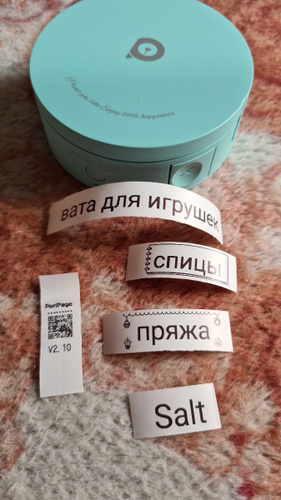 вата для игрушек
спицы
PeriPage
V2. 10
пряжа
Salt